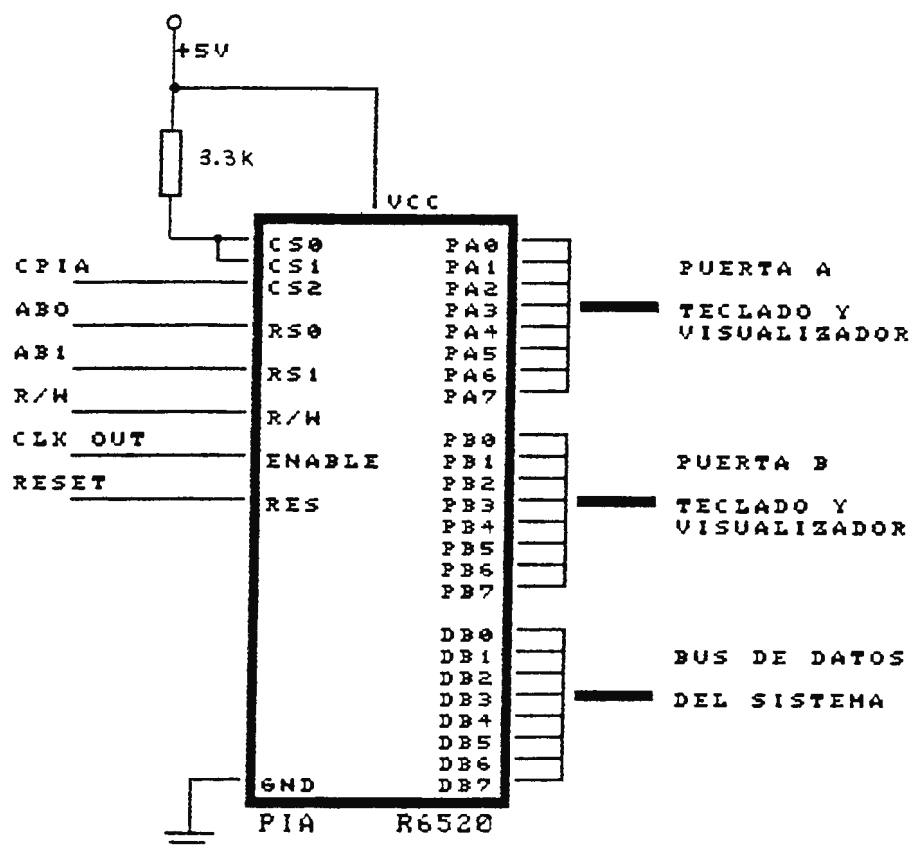 +5V
3.3K
VCC
CS0
CS1
CS2
RS0
RS1
R/W
ENABLE
RES
GND
CPIA
AB0
AB1
R/W
CLK OUT
RESET
PA0
PA1
PA2
PA3
PA4
PA5
PA6
PA7
PB0
PB1
PB2
PB3
PB4
PB5
PB6
PB7
DB0
DB1
DB2
DB3
DB4
DB5
DB6
DB7
PUERTA A
TECLADO Y
VISUALIZADOR
PUERTA B
TECLADO Y
VISUALIZADOR
BUS DE DATOS
DEL SISTEMA
PIA R6520